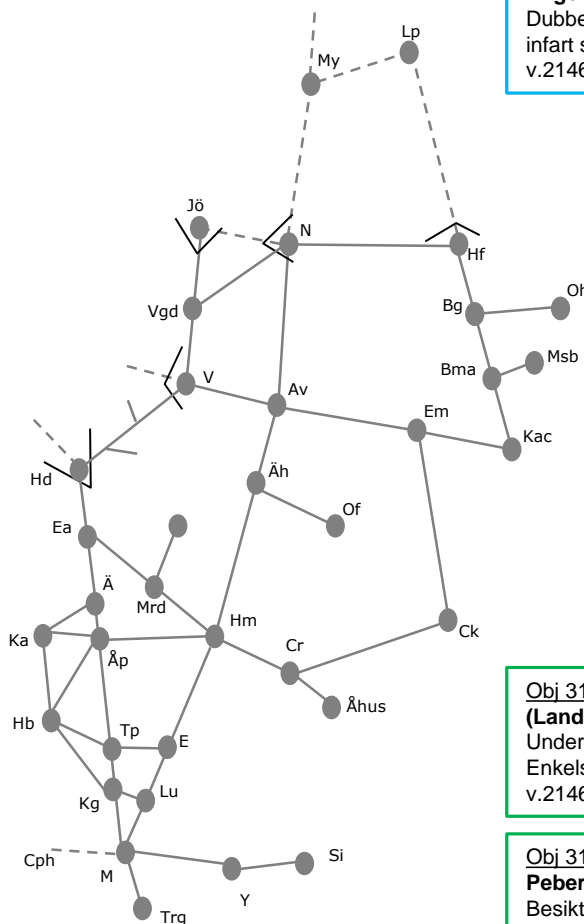 Dubbe
infart s
v.2146
Lp
My
Jö
N
Hf
Vgd
Bg
Oh
V
Msb
Bma
Av
Em
Kac
Hd
Äh
Of
Ea
Ä
Mrd
Hm
Ck
Ka
Åp
Cr
Obj 31
(Land
Under
Enkels
v.2146
Åhus
Hb
Tp
E
Kg
Lu
Cph
M
Si
Y
Obj 31
Peber
Besikt
Trg